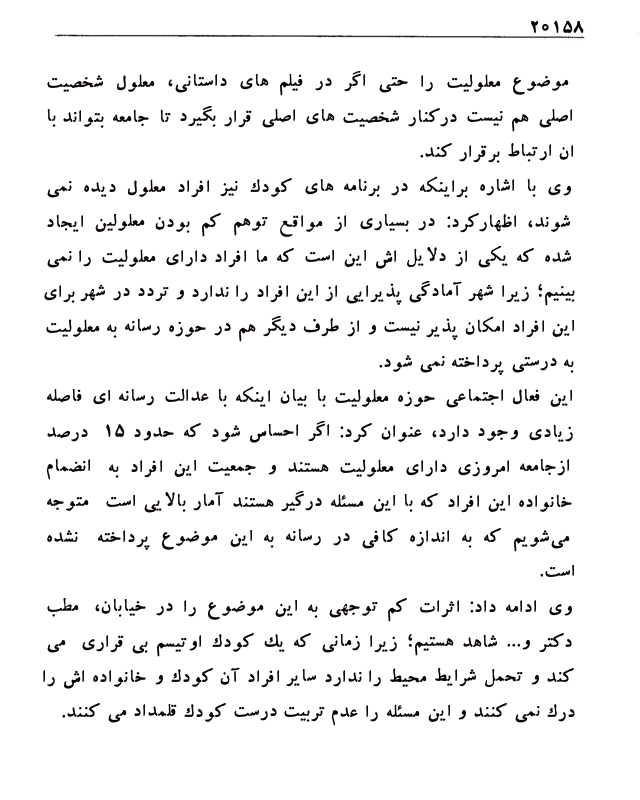 ۲۰۱۵۸
موضوع معلولیت را حتی اگر در فیلم های داستانی، معلول شخصیت
اصلی هم نیست درکنار شخصیت های اصلی قرار بگیرد تا جامعه بتواند با
ان ارتباط برقرار کند.
وی با اشاره براینکه در برنامه های کودك نیز افراد معلول دیده نمی
شوند، اظهارکرد: در بسیاری از مواقع توهم کم بودن معلولین ایجاد
شده که یکی از دلایل اش این است که ما افراد دارای معلولیت را نمی
بینیم؛ زیرا شهر آمادگی پذیرایی از این افراد را ندارد و تردد در شهر برای
این افراد امکان پذیر نیست و از طرف دیگر هم در حوزه رسانه به معلولیت
به درستی پرداخته نمی شود.
این فعال اجتماعی حوزه معلولیت با بیان اینکه با عدالت رسانه ای فاصله
زیادی وجود دارد، عنوان کرد: اگر احساس شود که حدود ۱۵ درصد
ازجامعه امروزی دارای معلولیت هستند و جمعیت این افراد به انضمام
خانواده این افراد که با این مسئله درگیر هستند آمار بالایی است متوجه
می‌شویم که به اندازه کافی در رسانه به این موضوع پرداخته نشده
است.
وی ادامه داد: اثرات کم توجهی به این موضوع را در خیابان، مطب
دکتر و... شاهد هستیم؛ زیرا زمانی که یك کودك اوتیسم بی قراری می
کند و تحمل شرایط محیط را ندارد سایر افراد آن کودك و خانواده اش را
درك نمی کنند و این مسئله را عدم تربیت درست کودك قلمداد می کنند.